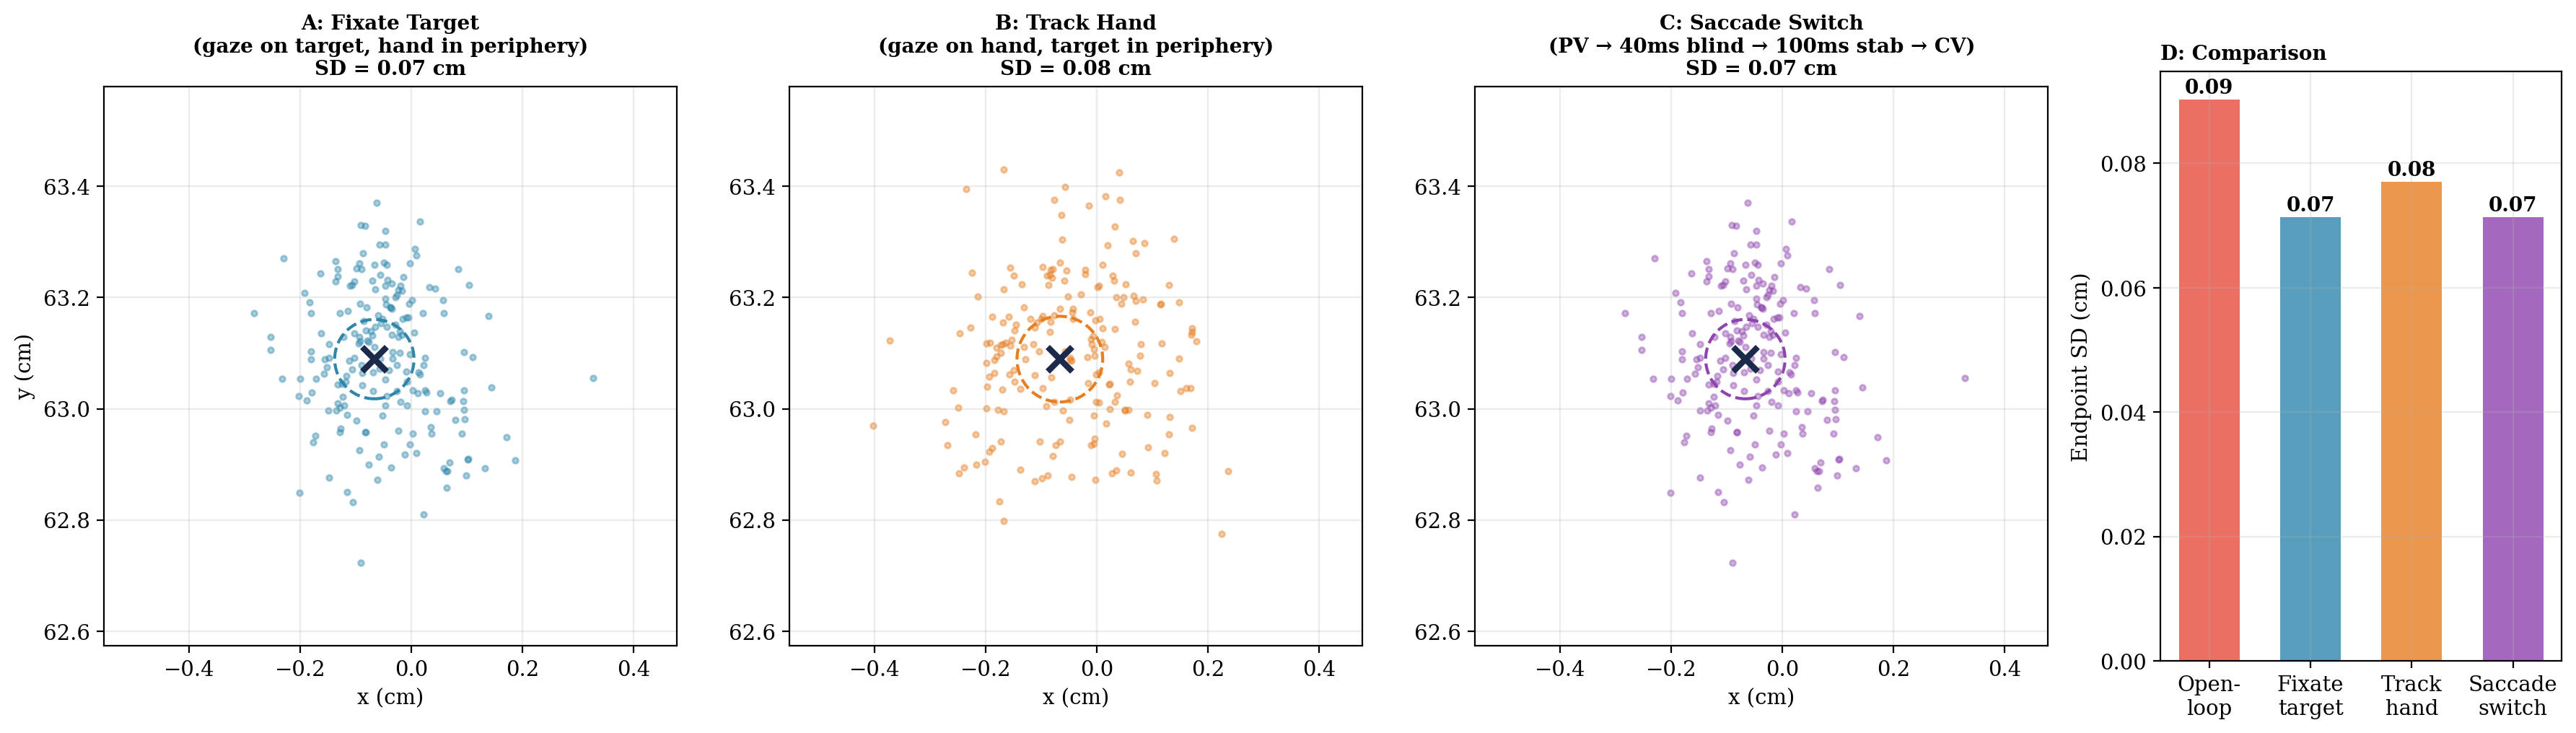 A: Fixate Target
(gaze on target, hand in periphery)
SD = 0.07 cm
63.4
63.2
63.0
62.8
62.6
y (cm)
−0.4
−0.2
0.0
0.2
0.4
x (cm)
B: Track Hand
(gaze on hand, target in periphery)
SD = 0.08 cm
63.4
63.2
63.0
62.8
62.6
−0.4
−0.2
0.0
0.2
0.4
x (cm)
C: Saccade Switch
(PV → 40ms blind → 100ms stab → CV)
SD = 0.07 cm
63.4
63.2
63.0
62.8
62.6
−0.4
−0.2
0.0
0.2
0.4
x (cm)
D: Comparison
0.09
0.07
0.08
0.07
0.08
0.06
0.04
0.02
0.00
Endpoint SD (cm)
Open-
loop
Fixate
target
Track
hand
Saccade
switch